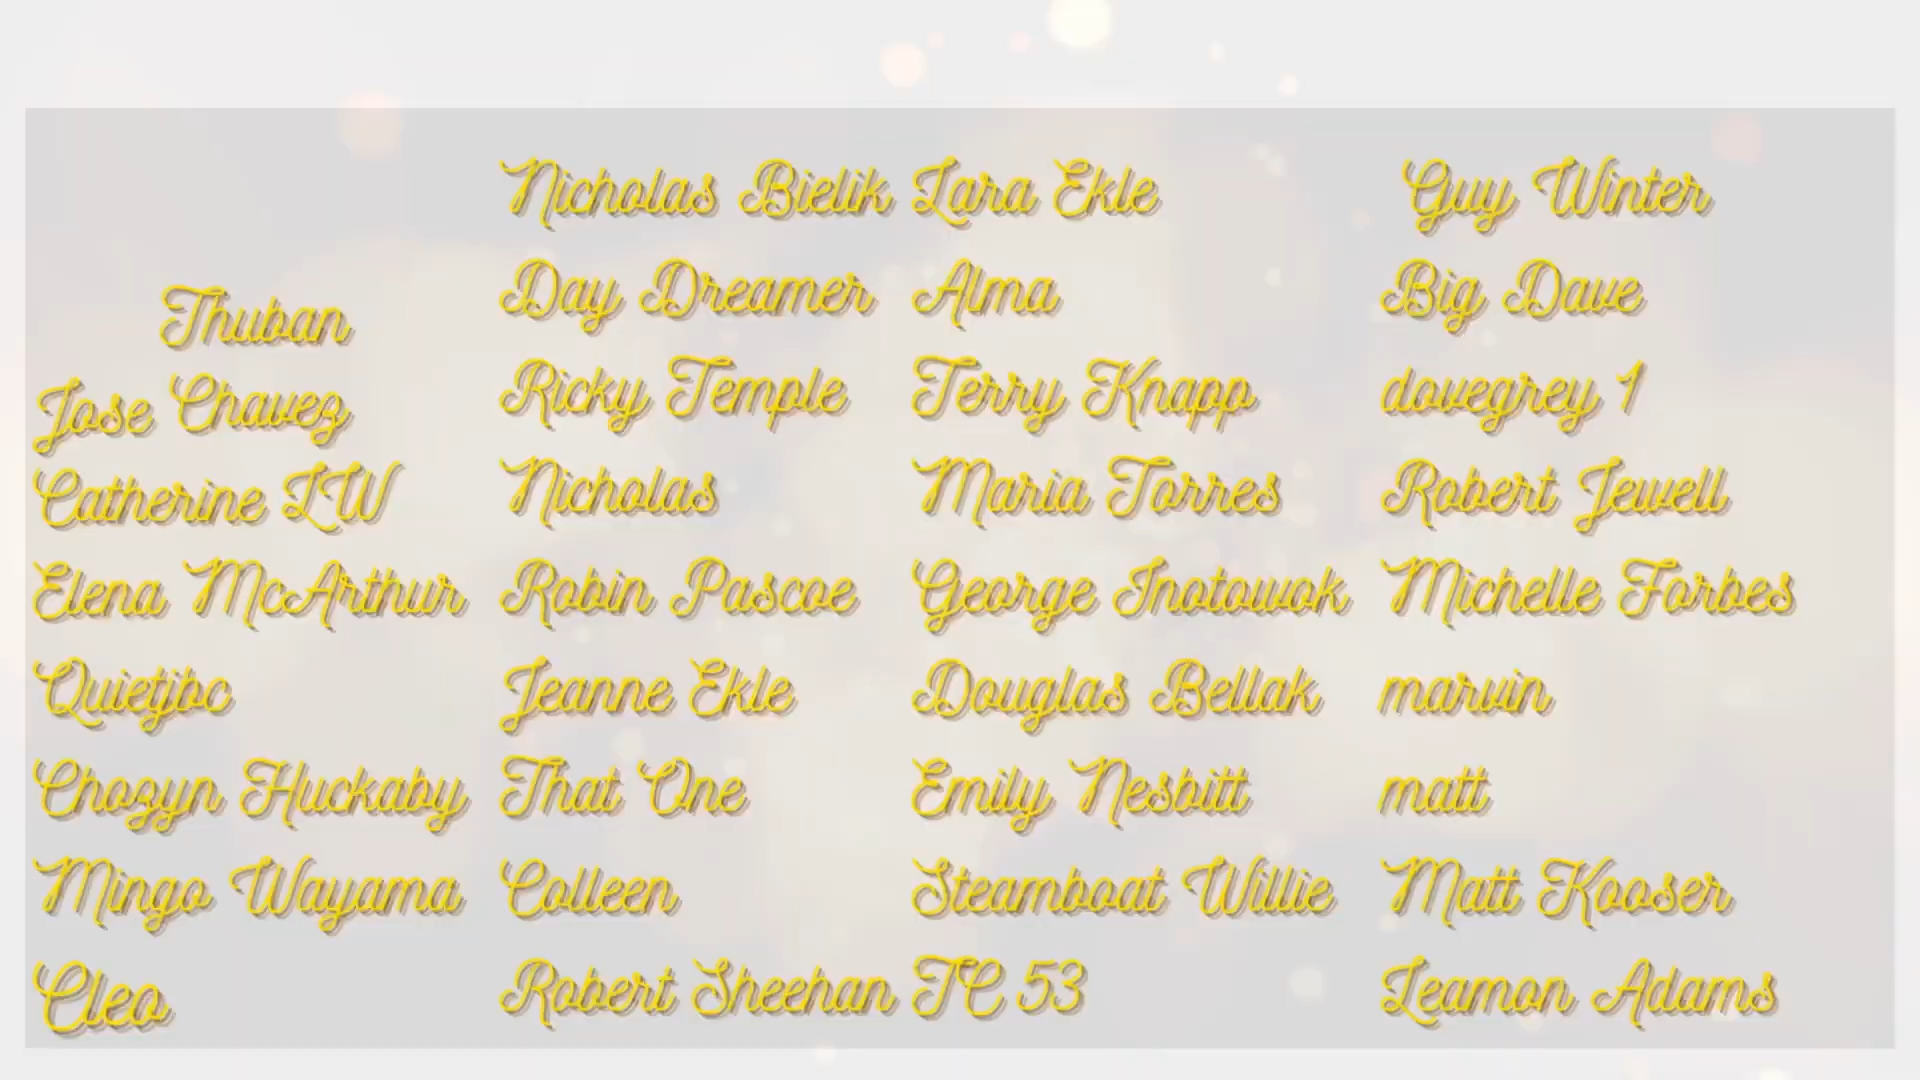 Thuban
Jose Chavez
Catherine LW
Elena McArthur
Quietjbc
Chozyn Huckaby
Mingo Wayama
Cleo
Nicholas Bielik
Day Dreamer
Ricky Temple
Nicholas
Robin Pascoe
Jeanne Ekle
That One
Colleen
Robert Sheehan
Lara Ekle
Alma
Terry Knapp
Maria Torres
George Inotowok
Douglas Bellak
Emily Nesbitt
Steamboat Willie
TC 53
Guy Winter
Big Dave
dovegrey 1
Robert Jewell
Michelle Forbes
marvin
matt
Matt Kooser
Leamon Adams